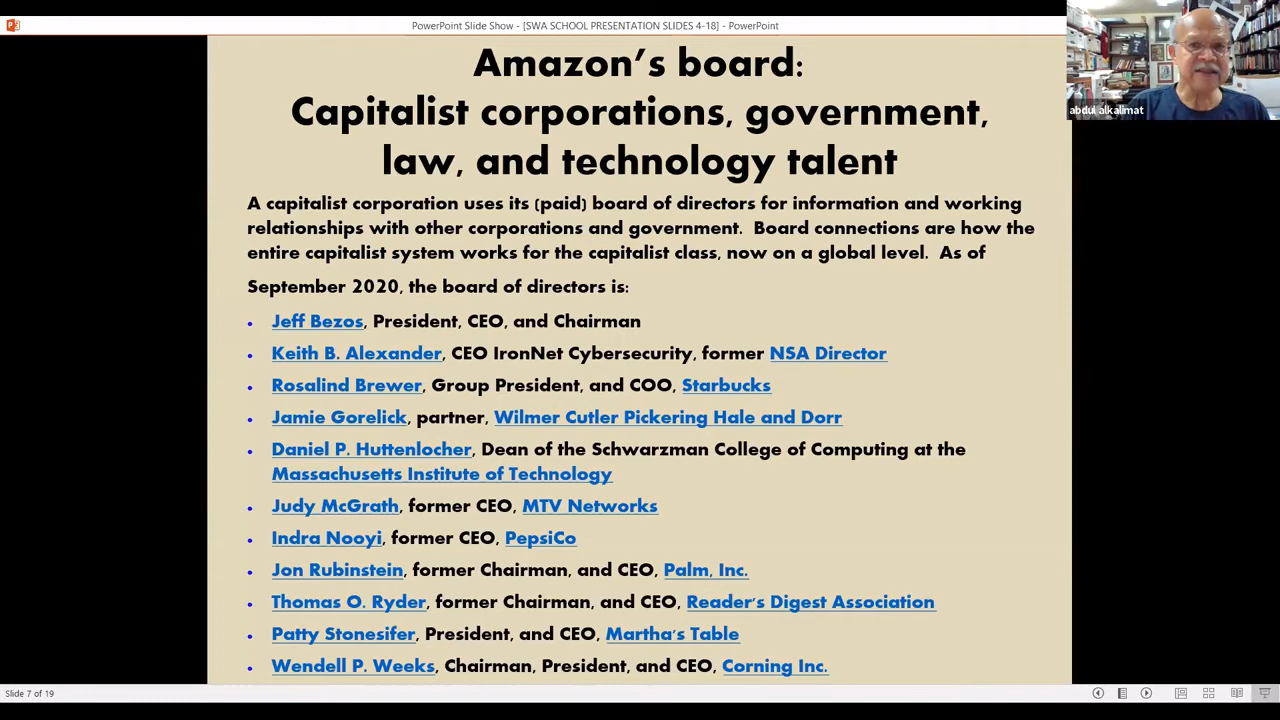 PowerPoint Slide Show - [SWA SCHOOL PRESENTATION SLIDES 4-18] - PowerPoint
abdul alkalimat
Amazon's board:
Capitalist corporations, government,
law, and technology talent
A capitalist corporation uses its (paid) board of directors for information and working
relationships with other corporations and government. Board connections are how the
entire capitalist system works for the capitalist class, now on a global level. As of
September 2020, the board of directors is:
• Jeff Bezos, President, CEO, and Chairman
• Keith B. Alexander, CEO IronNet Cybersecurity, former NSA Director
• Rosalind Brewer, Group President, and COO, Starbucks
• Jamie Gorelick, partner, Wilmer Cutler Pickering Hale and Dorr
• Daniel P. Huttenlocher, Dean of the Schwarzman College of Computing at the
Massachusetts Institute of Technology
• Judy McGrath, former CEO, MTV Networks
• Indra Nooyi, former CEO, PepsiCo
• Jon Rubinstein, former Chairman, and CEO, Palm, Inc.
• Thomas O. Ryder, former Chairman, and CEO, Reader's Digest Association
• Patty Stonesifer, President, and CEO, Martha's Table
• Wendell P. Weeks, Chairman, President, and CEO, Corning Inc.
Slide 7 of 19